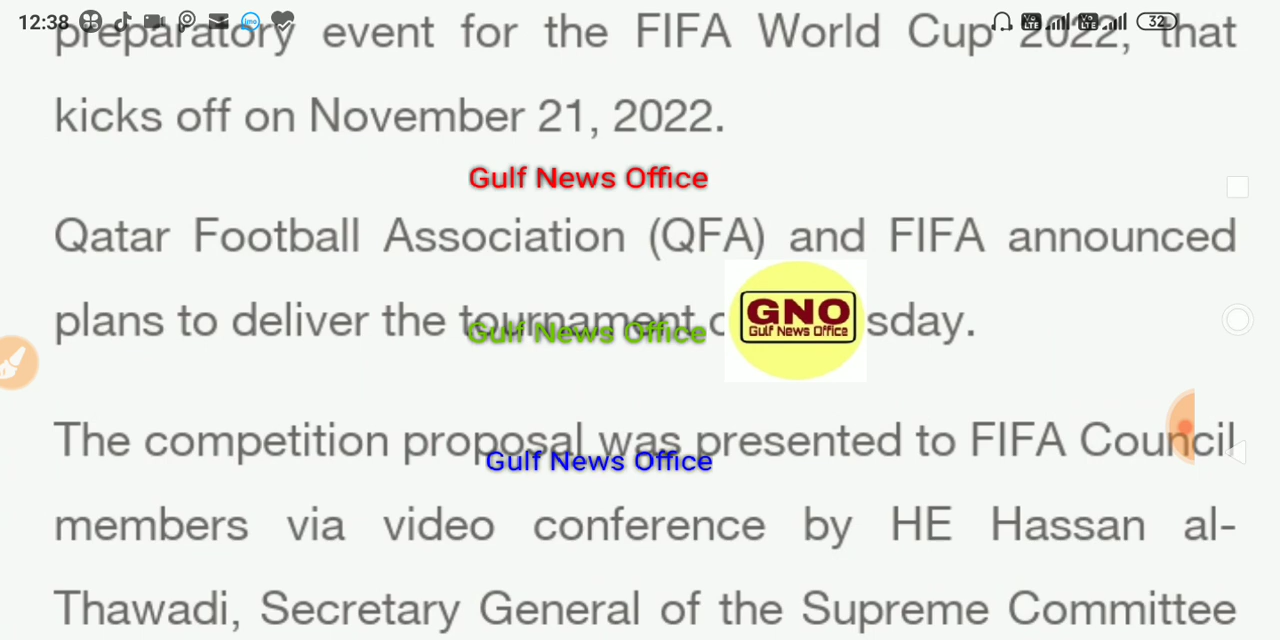 12:38
32
preparatory event for the FIFA World Cup 2022, that
kicks off on November 21, 2022.
Gulf News Office
Qatar Football Association (QFA) and FIFA announced
plans to deliver the tournament
sday.
Gulf News Office
GNO
Gulf News Office
The competition proposal was presented to FIFA Council
Gulf News Office
members via video conference by HE Hassan al-
Thawadi, Secretary General of the Supreme Committee